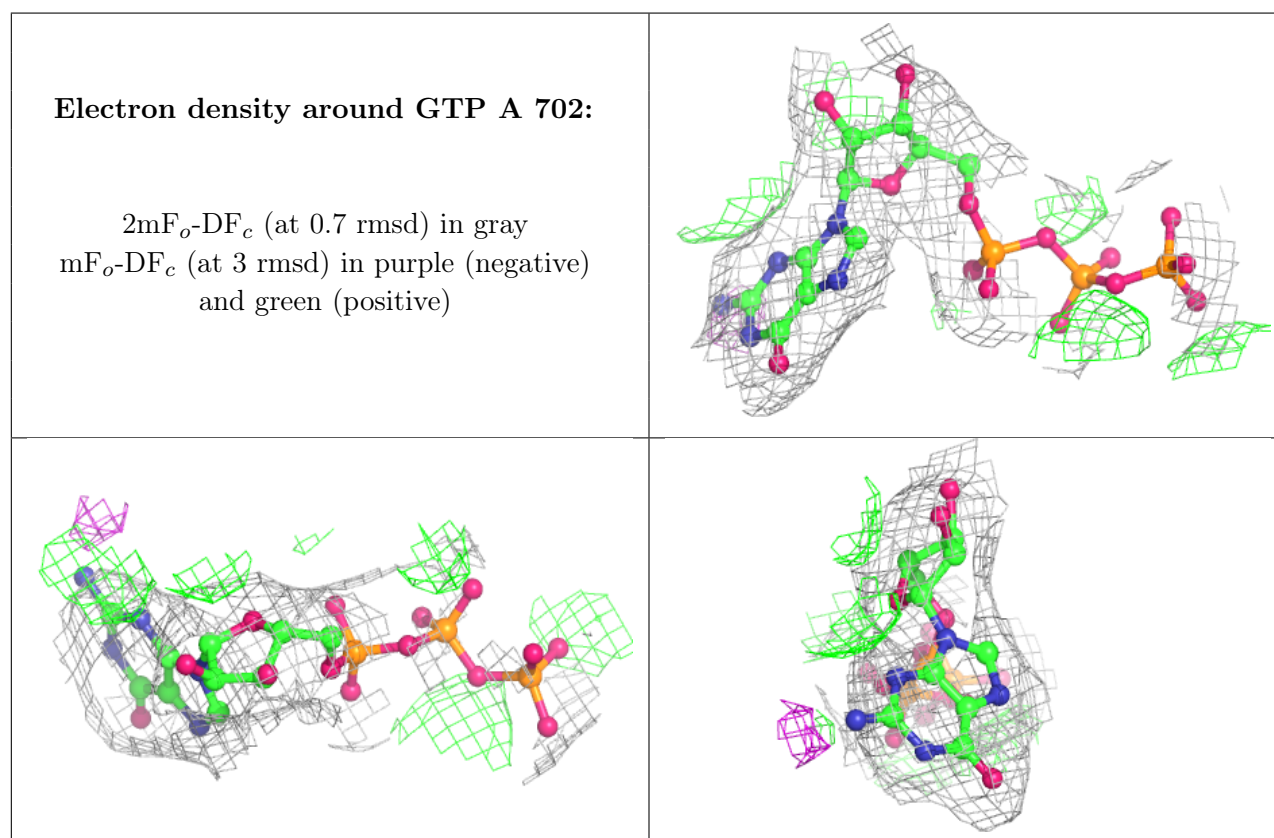 Electron density around GTP A 702:
2mFo-DFc (at 0.7 rmsd) in gray
mFo-DFc (at 3 rmsd) in purple (negative)
and green (positive)